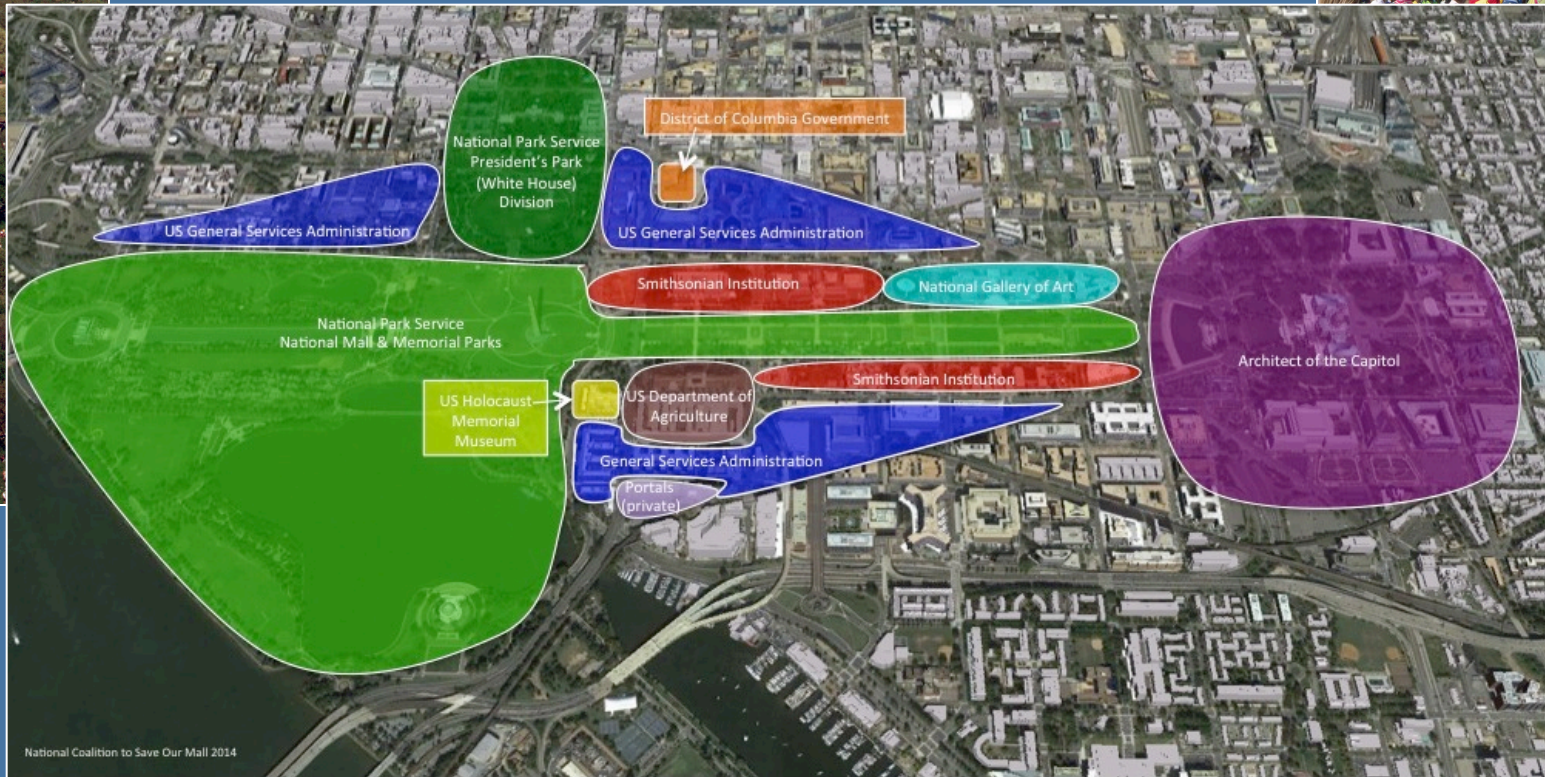 District of Columbia Government
National Park Service
President's Park
(White House)
Division
US General Services Administration
US General Services Administration
Smithsonian Institution
National Gallery of Art
National Park Service
National Mall & Memorial Parks
Architect of the Capitol
Smithsonian Institution
US Holocaust
Memorial
Museum
US Department of
Agriculture
General Services Administration
Portals
(private)
National Coalition to Save Our Mall 2014